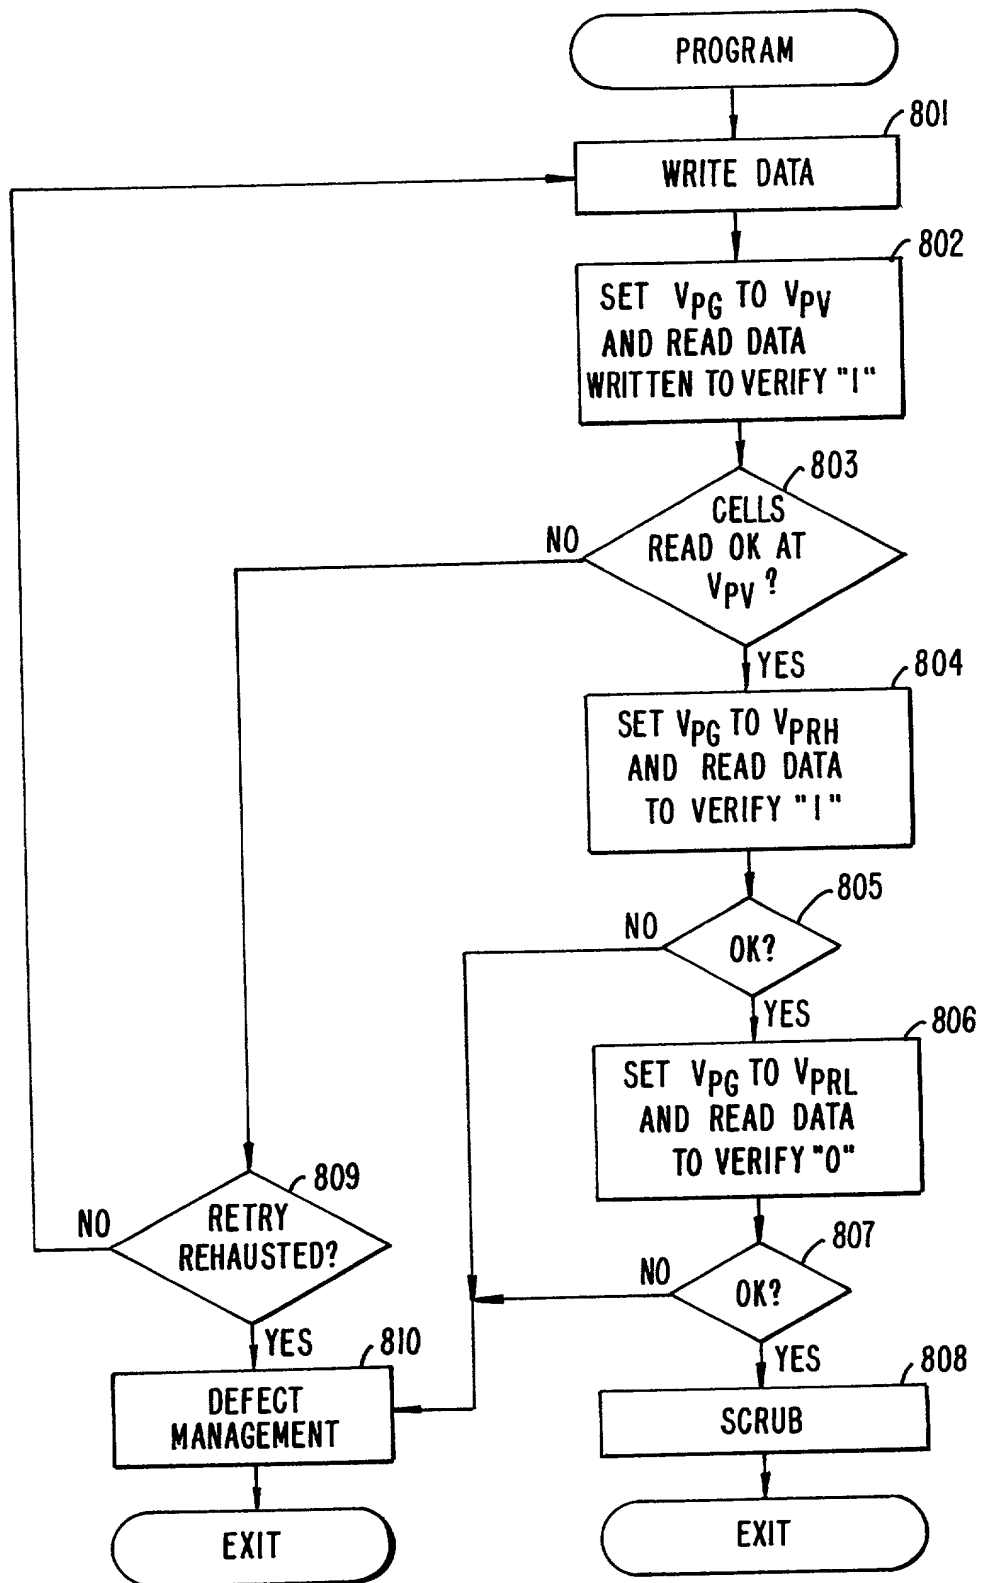 PROGRAM
801
WRITE DATA
802
SET VPG TO VPV
AND READ DATA
WRITTEN TO VERIFY "1"
803
CELLS
READ OK AT
VPV ?
NO
YES
804
SET VPG TO VPRH
AND READ DATA
TO VERIFY "1"
805
OK?
NO
YES
806
SET VPG TO VPRL
AND READ DATA
TO VERIFY "0"
807
OK?
NO
YES
808
SCRUB
EXIT
809
RETRY
REHAUSTED?
NO
YES
810
DEFECT
MANAGEMENT
EXIT